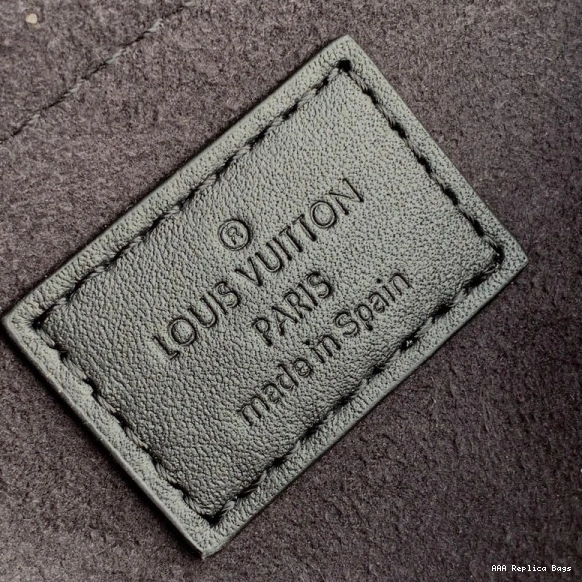 ®
LOUIS VUITTON
PARIS
made in Spain
AAA Replica Bags